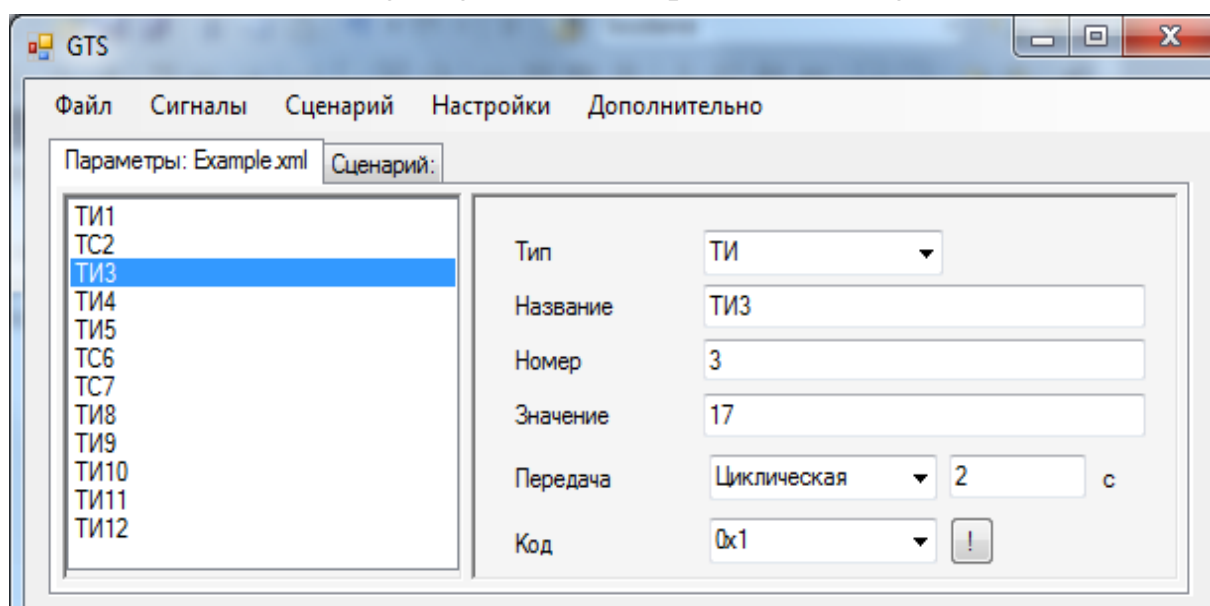 GTS
Файл Сигналы Сценарий Настройки Дополнительно
Параметры: Example.xml Сценарий:
ТИ1
ТС2
ТИ3
ТИ4
ТИ5
ТС6
ТС7
ТИ8
ТИ9
ТИ10
ТИ11
ТИ12
Тип ТИ
Название ТИ3
Номер 3
Значение 17
Передача Циклическая 2 с
Код 0x1 !